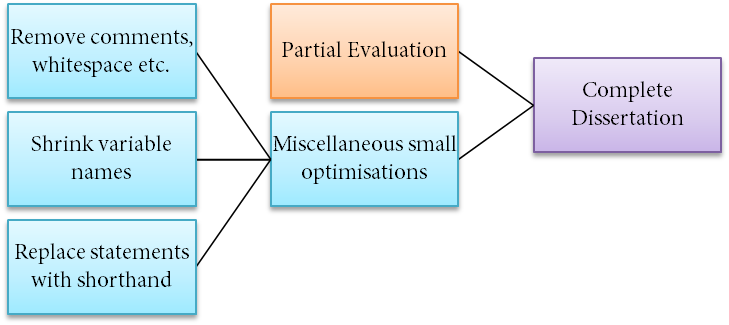 Remove comments,
whitespace etc.
Shrink variable
names
Replace statements
with shorthand
Partial Evaluation
Miscellaneous small
optimisations
Complete
Dissertation